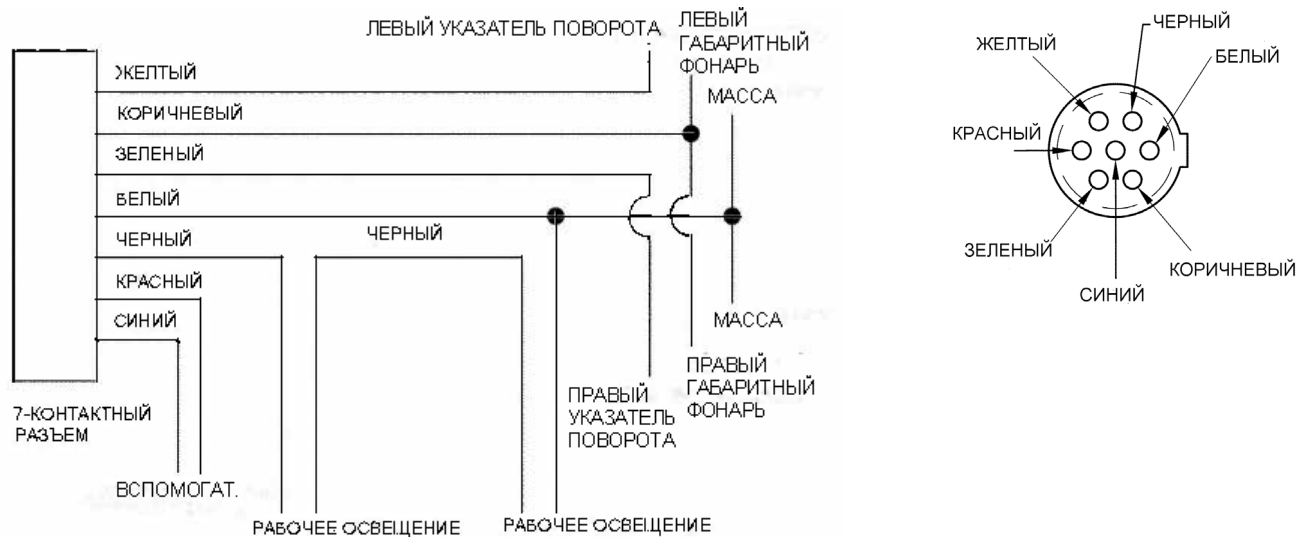 ЛЕВЫЙ УКАЗАТЕЛЬ ПОВОРОТА
ЛЕВЫЙ
ГАБАРИТНЫЙ
ФОНАРЬ
МАССА
ЖЕЛТЫЙ
КОРИЧНЕВЫЙ
ЗЕЛЕНЫЙ
БЕЛЫЙ
ЧЕРНЫЙ
ЧЕРНЫЙ
КРАСНЫЙ
СИНИЙ
МАССА
7-КОНТАКТНЫЙ
РАЗЪЕМ
ПРАВЫЙ
УКАЗАТЕЛЬ
ПОВОРОТА
ПРАВЫЙ
ГАБАРИТНЫЙ
ФОНАРЬ
ВСПОМОГАТ.
РАБОЧЕЕ ОСВЕЩЕНИЕ
РАБОЧЕЕ ОСВЕЩЕНИЕ
ЧЕРНЫЙ
ЖЕЛТЫЙ
БЕЛЫЙ
КРАСНЫЙ
ЗЕЛЕНЫЙ
КОРИЧНЕВЫЙ
СИНИЙ